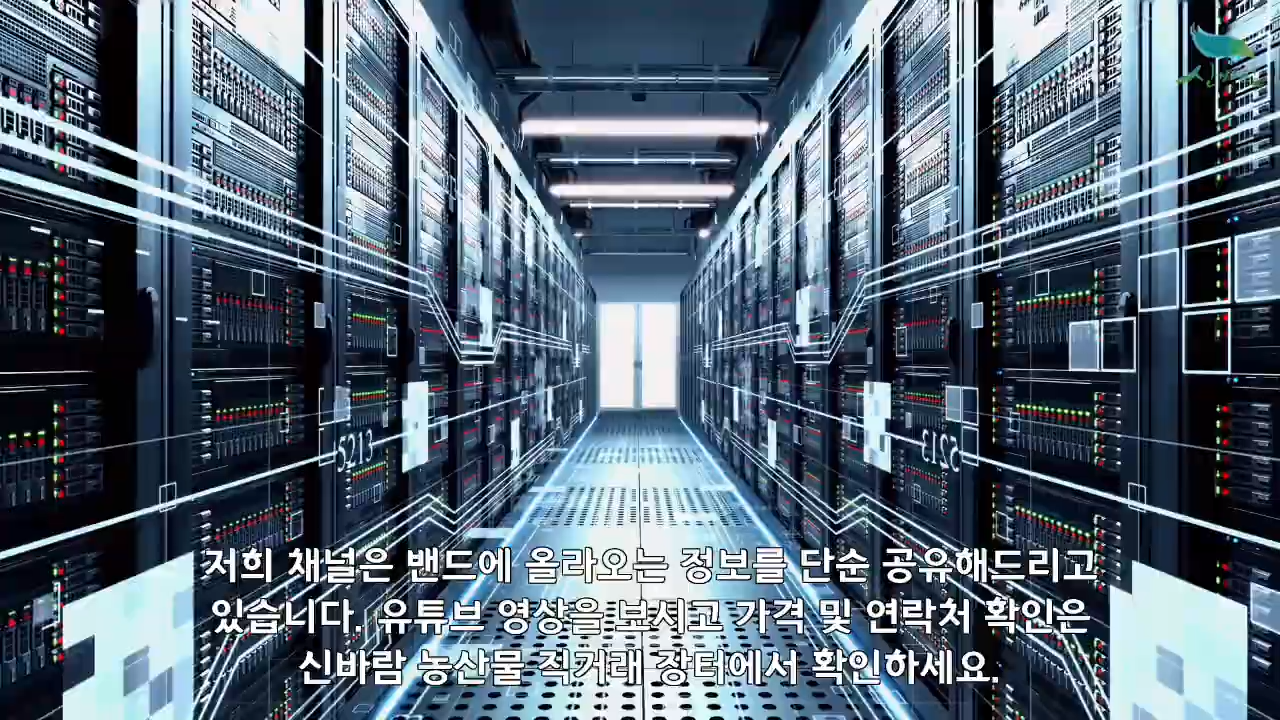 5213
저희 채널은 밴드에 올라오는 정보를 단순 공유해드리고
있습니다. 유튜브 영상을 보시고 가격 및 연락처 확인은
신바람 농산물 직거래 장터에서 확인하세요.